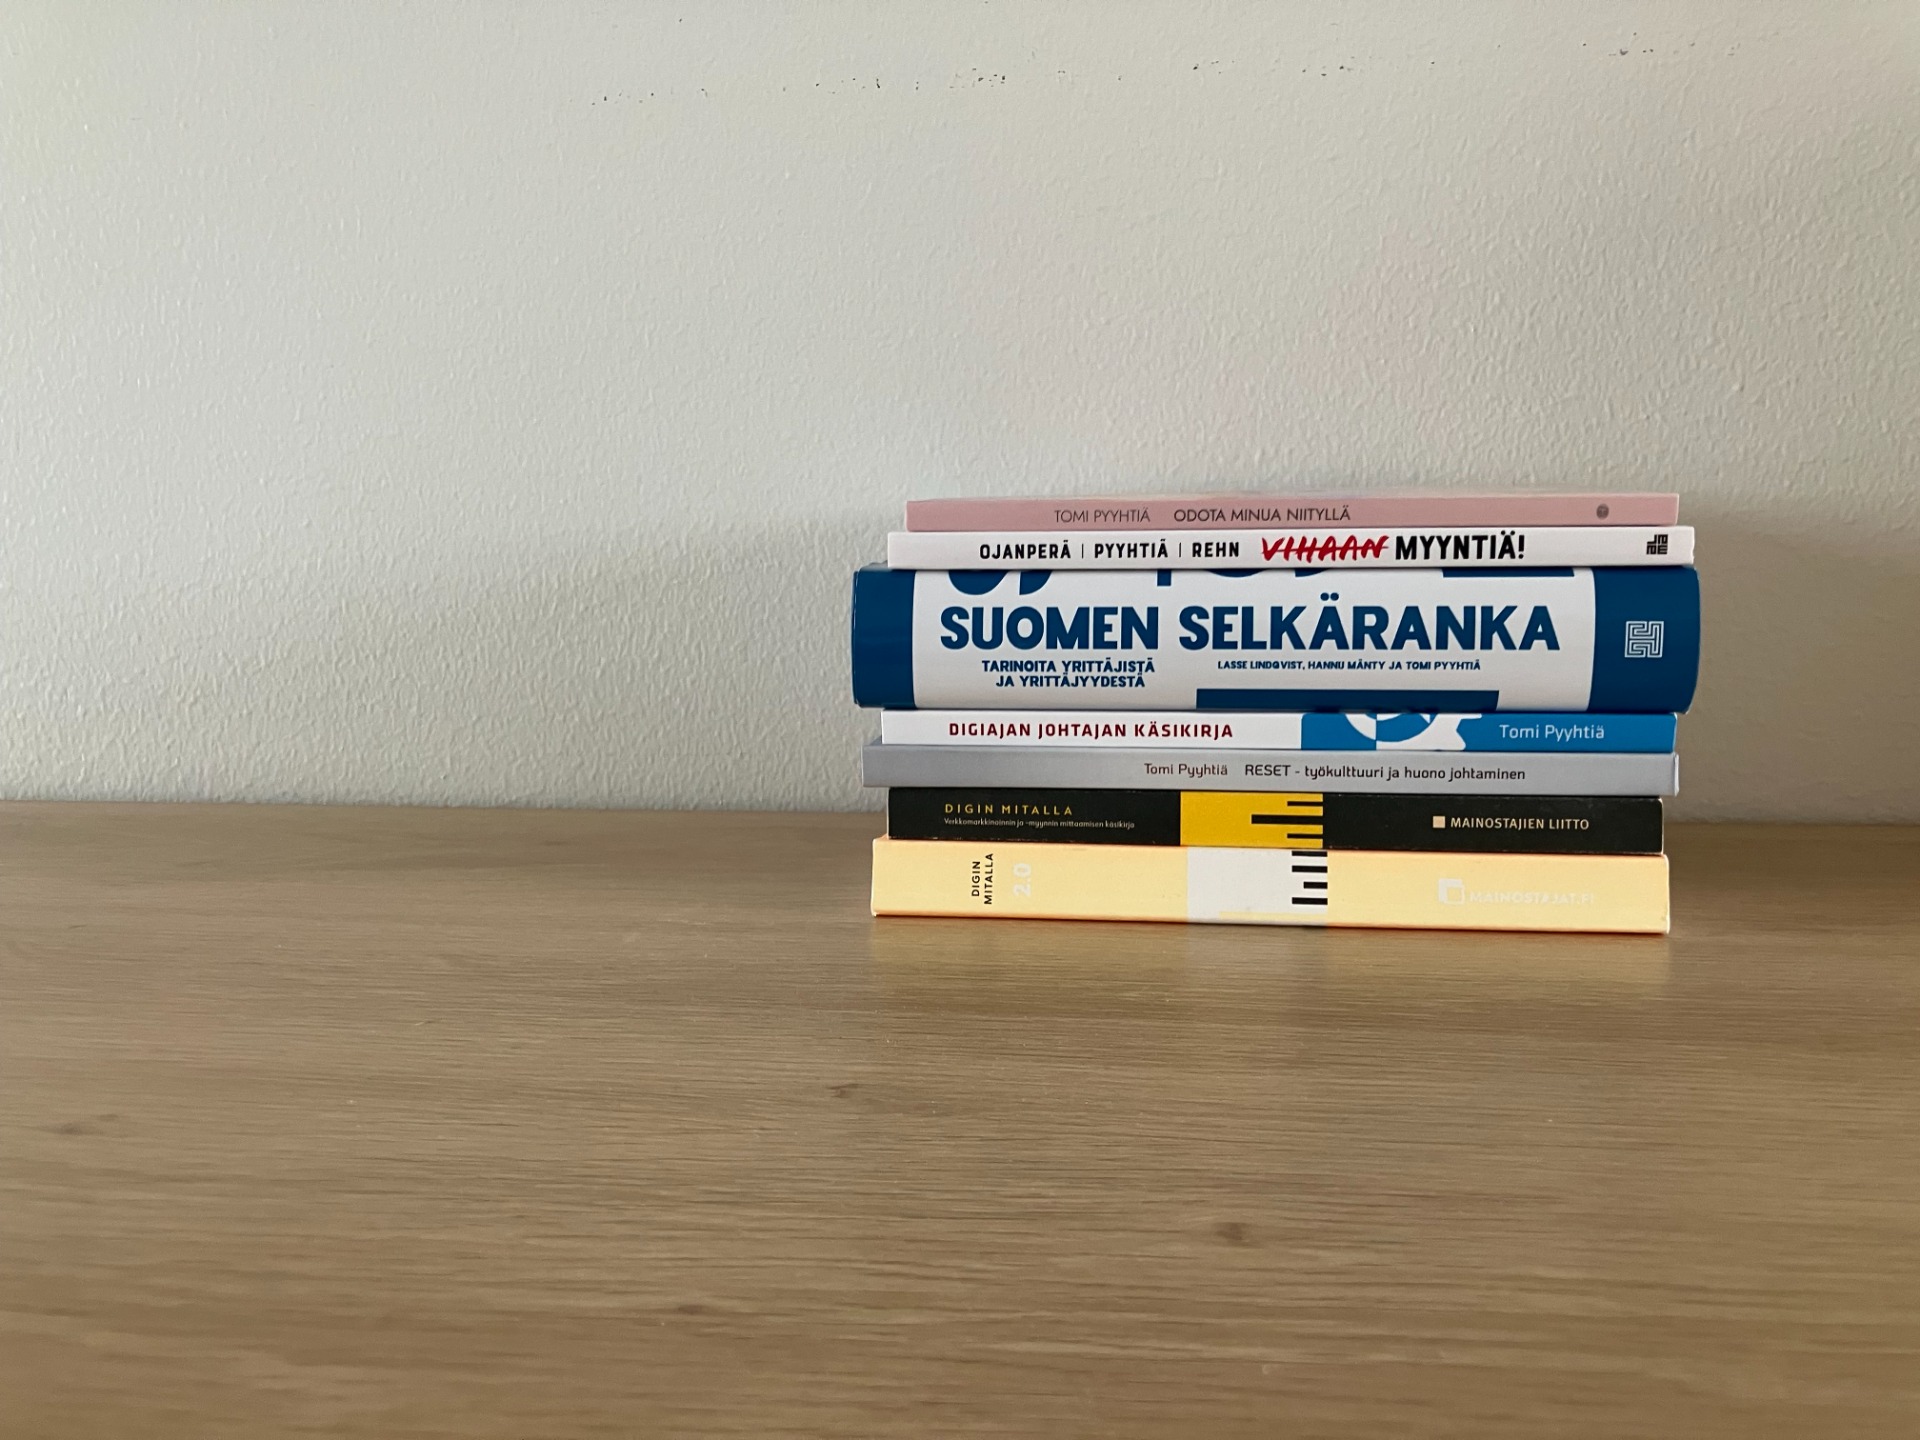 TOMI PYYHTIÄ ODOTA MINUA NIITYLLÄ
OJANPERÄ | PYYHTIÄ | REHN VIHAAN MYYNTIÄ!
SUOMEN SELKÄRANKA
TARINOITA YRITTÄJISTÄ
JA YRITTÄJYYDESTÄ
LASSE LINDQVIST, HANNU MÄNTY JA TOMI PYYHTIÄ
DIGIAJAN JOHTAJAN KÄSIKIRJA Tomi Pyyhtiä
Tomi Pyyhtiä RESET - työkulttuuri ja huono johtaminen
DIGIN MITALLA
Verkkomarkkinoinnin ja -myynnin mittaamisen käsikirja
MAINOSTAJIEN LIITTO
DIGIN
MITALLA
2.0
MAINOSTAJAT.FI